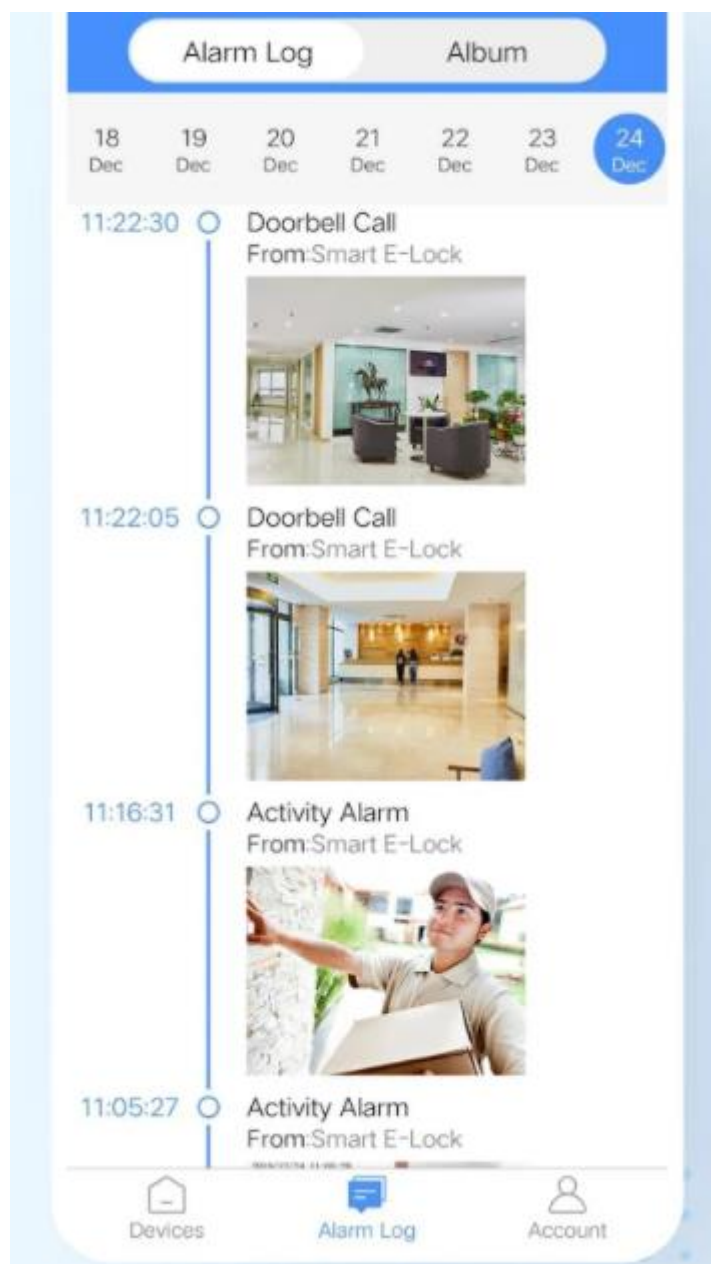 Alarm Log Album
18 19 20 21 22 23 24
Dec Dec Dec Dec Dec Dec Dec
11:22:30 Doorbell Call
From:Smart E-Lock
11:22:05 Doorbell Call
From:Smart E-Lock
11:16:31 Activity Alarm
From:Smart E-Lock
11:05:27 Activity Alarm
From:Smart E-Lock
Devices Alarm Log Account